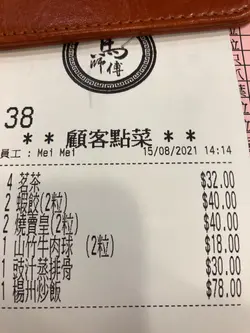 馬
師傅
38
**顧客點菜**
員工: Mei Mei 15/08/2021 14:14
4 茗茶 $32.00
2 蝦餃(2粒) $40.00
2 燒賣皇(2粒) $40.00
1 山竹牛肉球 (2粒) $18.00
1 豉汁蒸排骨 $30.00
1 楊州炒飯 $78.00